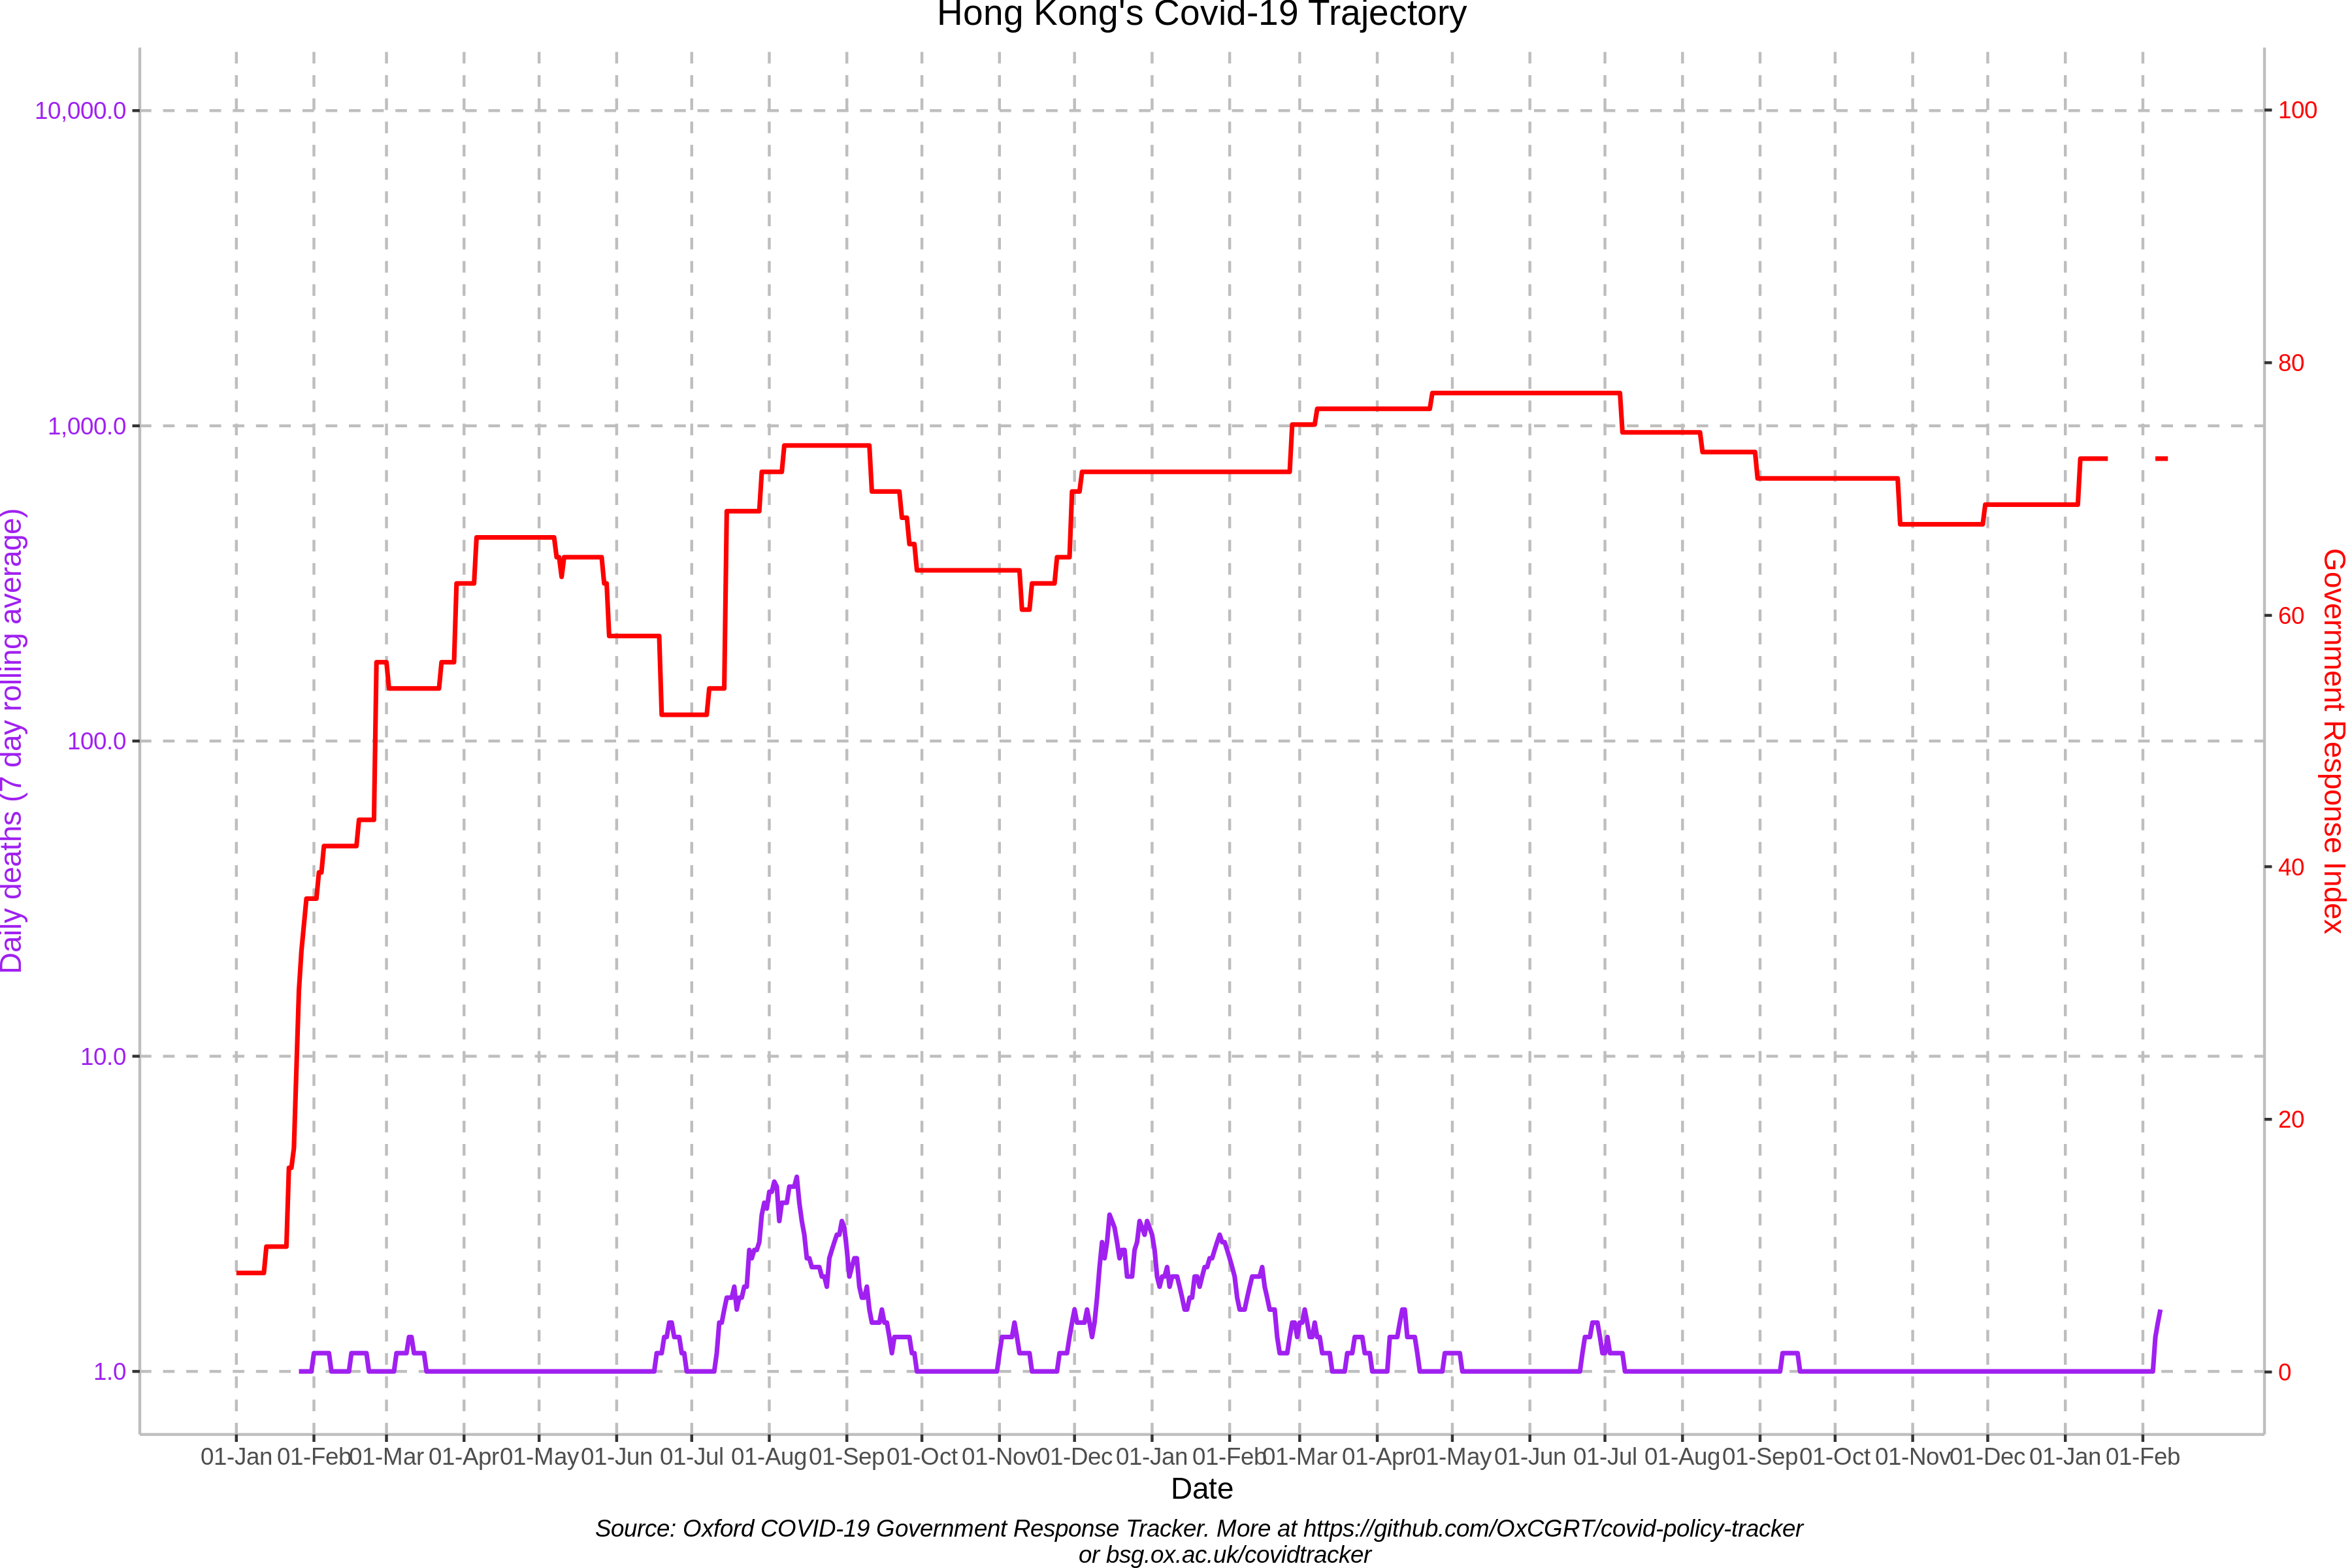 Hong Kong's Covid-19 Trajectory
10,000.0
1,000.0
100.0
10.0
1.0
Daily deaths (7 day rolling average)
100
80
60
40
20
0
Government Response Index
01-Jan 01-Feb 01-Mar 01-Apr 01-May 01-Jun 01-Jul 01-Aug 01-Sep 01-Oct 01-Nov 01-Dec 01-Jan 01-Feb 01-Mar 01-Apr 01-May 01-Jun 01-Jul 01-Aug 01-Sep 01-Oct 01-Nov 01-Dec 01-Jan 01-Feb
Date
Source: Oxford COVID-19 Government Response Tracker. More at https://github.com/OxCGRT/covid-policy-tracker
or bsg.ox.ac.uk/covidtracker